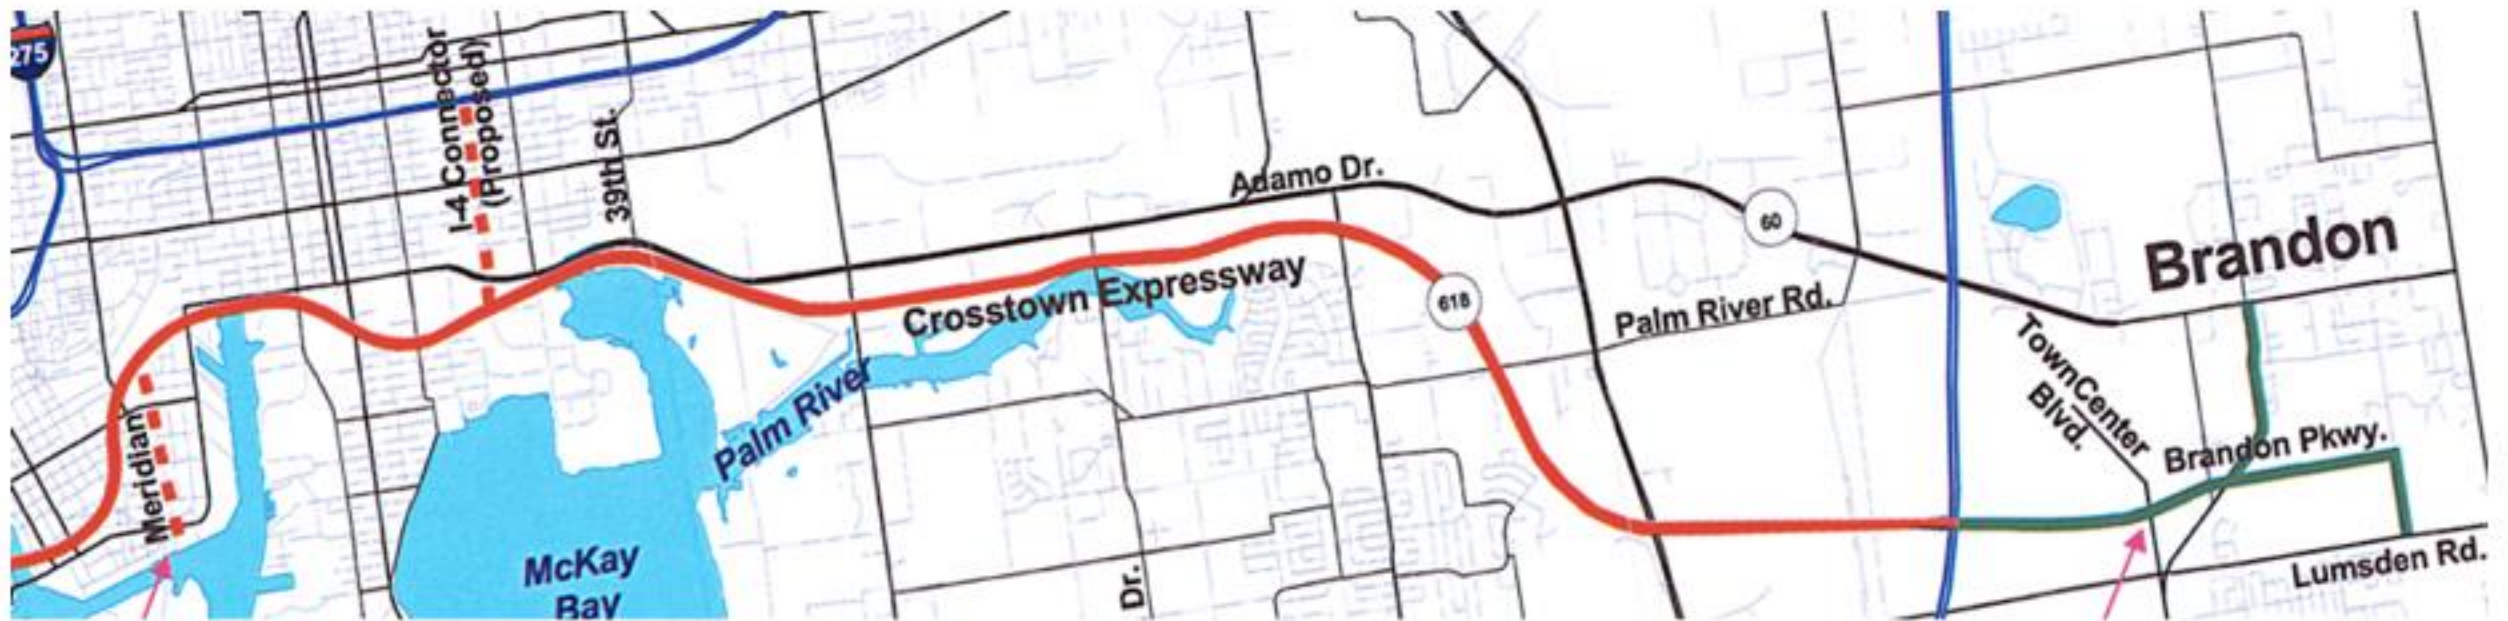 275
I-4 Connector
(Proposed)
39th St.
Adamo Dr.
60
Brandon
Crosstown Expressway
618
Palm River Rd.
TownCenter
Blvd.
Palm River
Meridian
Brandon Pkwy.
McKay
Bay
Dr.
Lumsden Rd.